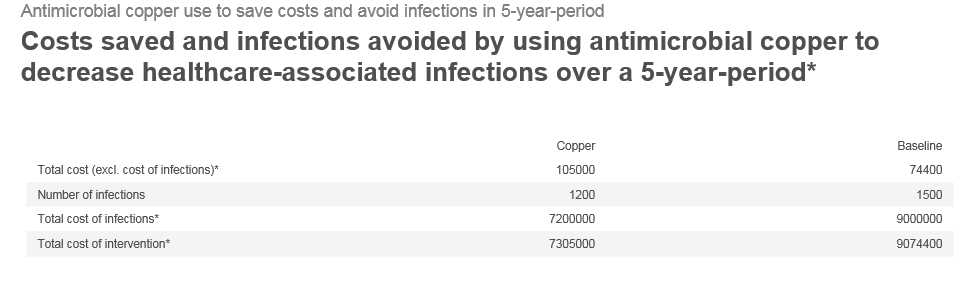 Antimicrobial copper use to save costs and avoid infections in 5-year-period
Costs saved and infections avoided by using antimicrobial copper to
decrease healthcare-associated infections over a 5-year-period*
Copper Baseline
Total cost (excl. cost of infections)* 105000 74400
Number of infections 1200 1500
Total cost of infections* 7200000 9000000
Total cost of intervention* 7305000 9074400